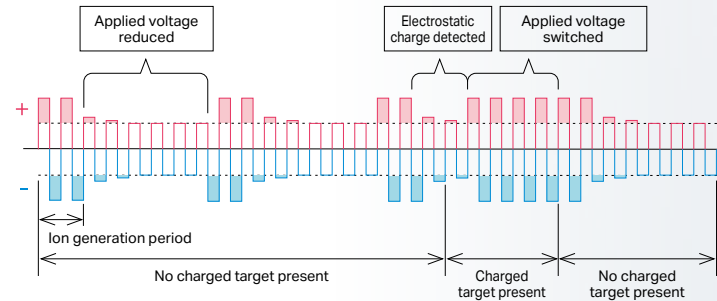 Applied voltage
reduced
Electrostatic
charge detected
Applied voltage
switched
+
–
Ion generation period
No charged target present
Charged
target present
No charged
target present